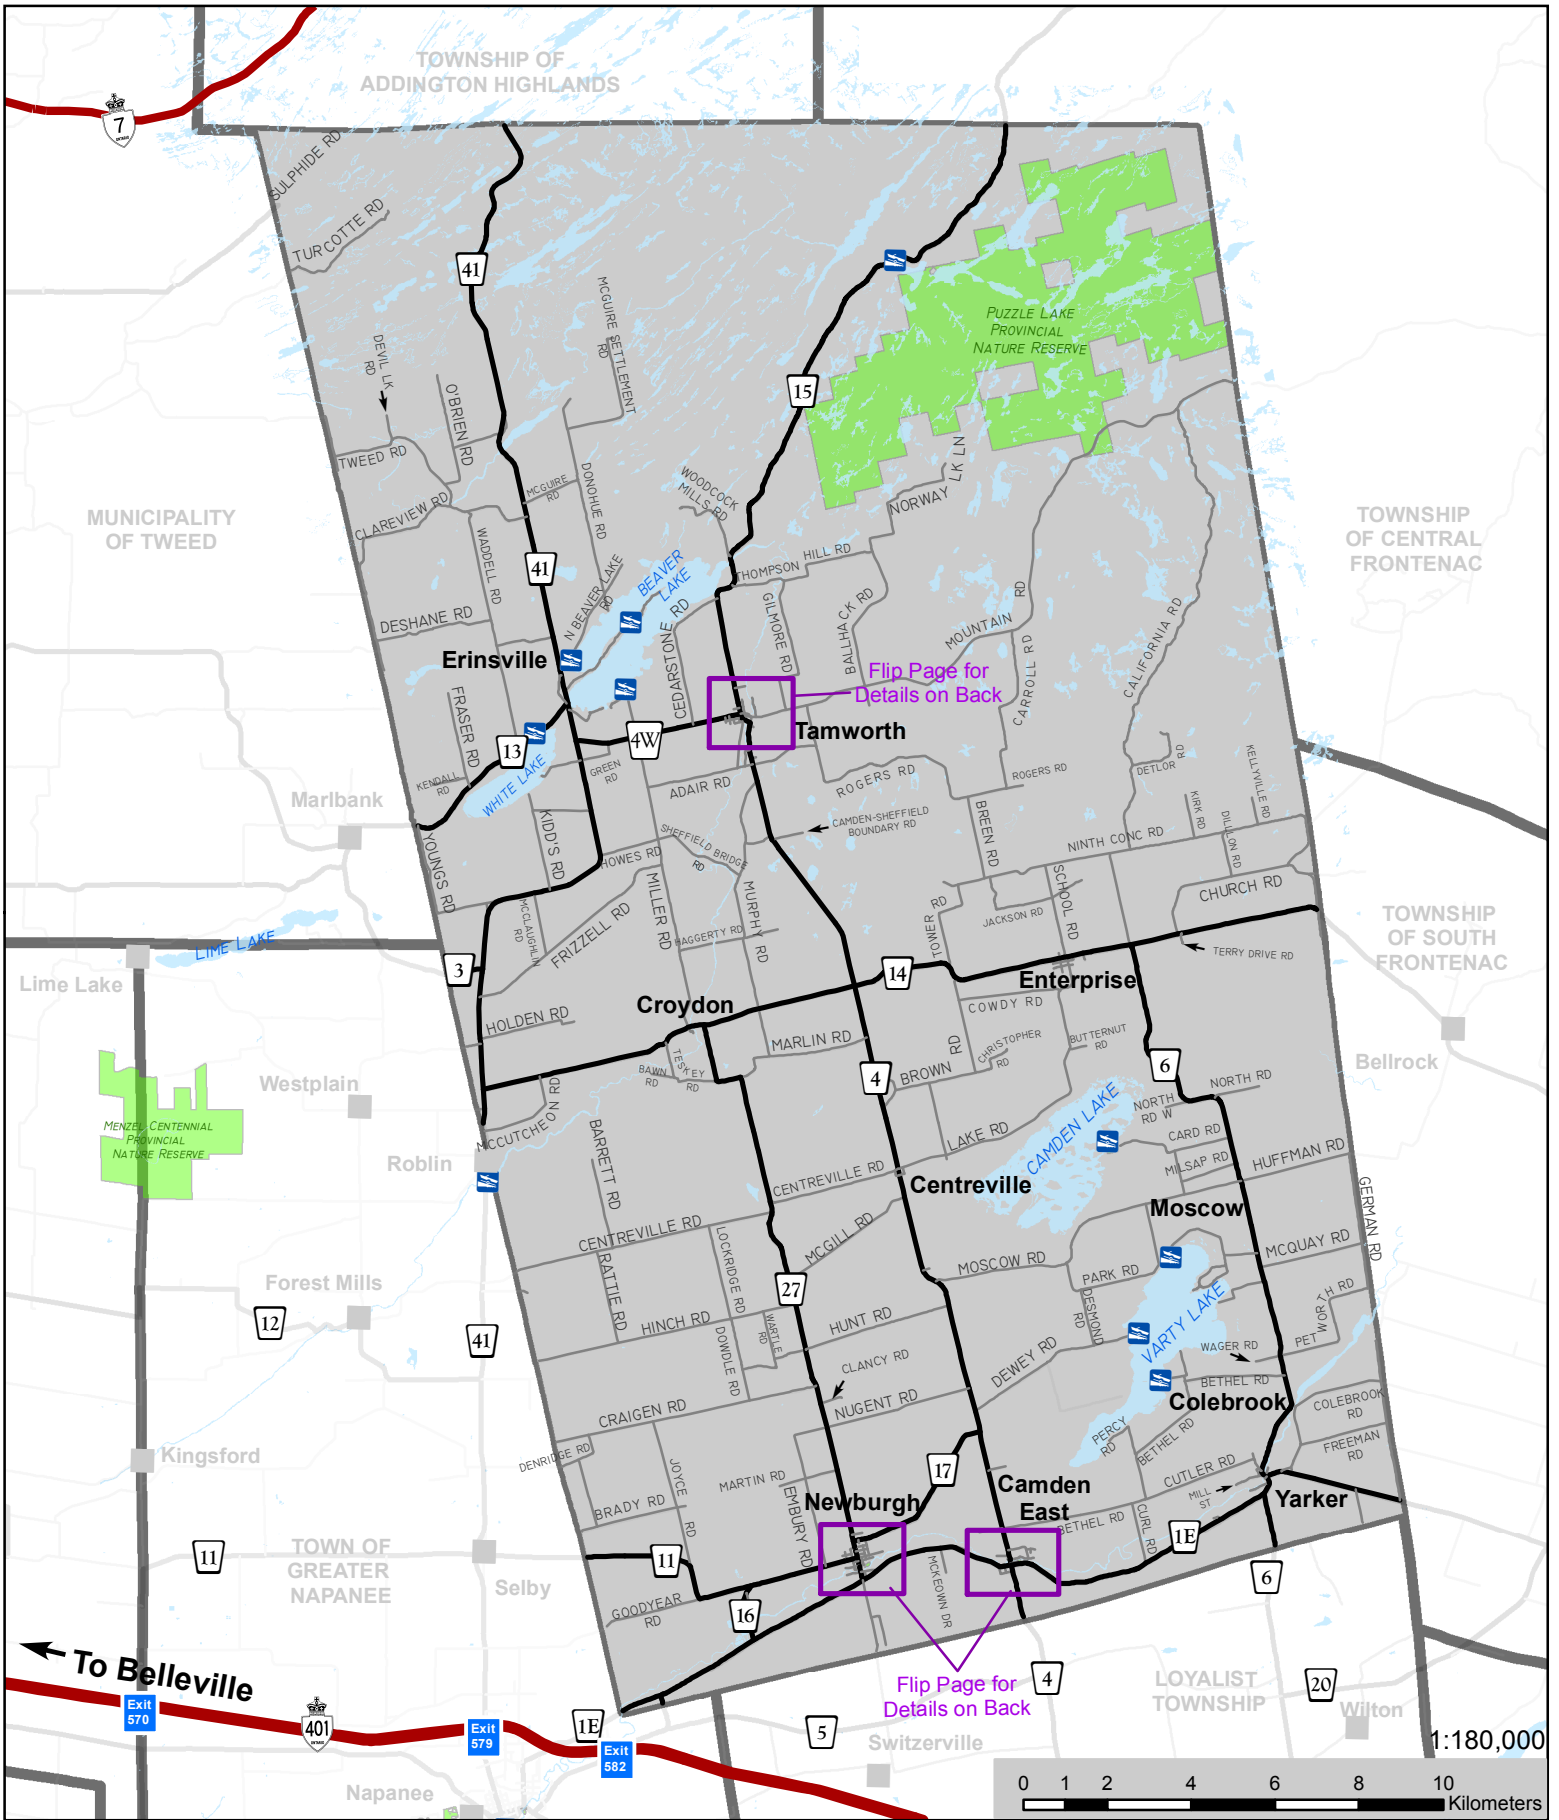 TOWNSHIP OF
ADDINGTON HIGHLANDS
7
ONTARIO
SULPHIDE RD
TURCOTTE RD
41
MCGUIRE SETTLEMENT
RD
PUZZLE LAKE
PROVINCIAL
NATURE RESERVE
DEVIL LK
RD
O'BRIEN RD
15
TWEED RD
MCGUIRE
RD
DONOHUE RD
WOODCOCK
MILLS RD
NORWAY
LK LN
CLAREVIEW RD
MUNICIPALITY
OF TWEED
TOWNSHIP
OF CENTRAL
FRONTENAC
WADDELL RD
41
N BEAVER LAKE
RD
BEAVER
LAKE
THOMPSON
HILL RD
DESHANE RD
CEDARSTONE RD
GILMORE RD
BALLHACK RD
MOUNTAIN
RD
CARROLL RD
CALIFORNIA RD
Erinsville
Flip Page for
Details on Back
FRASER RD
13
4W
Tamworth
KENDALL
RD
WHITE LAKE
GREEN
RD
ADAIR RD
ROGERS RD
ROGERS RD
DETLOR
RD
KELLYVILLE RD
KIRK RD
DILLON RD
Marlbank
YOUNGS RD
KIDD'S RD
CAMDEN-SHEFFIELD
BOUNDARY RD
SHEFFIELD BRIDGE
RD
HOWES RD
BREEN RD
NINTH CONC RD
CHURCH RD
MCCLAUGHLIN
RD
FRIZZELL RD
MILLER RD
MURPHY RD
HAGGERTY RD
TOWER
RD
JACKSON RD
SCHOOL RD
TERRY DRIVE RD
TOWNSHIP
OF SOUTH
FRONTENAC
LIME LAKE
Lime Lake
3
14
Enterprise
Croydon
HOLDEN RD
COWDY RD
MARLIN RD
TESKEY
RD
BAWN
RD
4
BROWN
RD
CHRISTOPHER
RD
BUTTERNUT
RD
6
Bellrock
Westplain
MENZEL CENTENNIAL
PROVINCIAL
NATURE RESERVE
MCCUTCHEON RD
Roblin
BARRETT RD
CAMDEN LAKE
NORTH
RD W
NORTH RD
LAKE RD
CARD RD
MILSAP RD
HUFFMAN RD
CENTREVILLE RD
Centreville
Moscow
GERMAN RD
CENTREVILLE RD
LOCKRIDGE RD
MCGILL RD
MOSCOW RD
MCQUAY RD
RATTIE RD
27
PARK RD
DESMOND
RD
VARTY LAKE
WORTH RD
PET
Forest Mills
12
41
HINCH RD
DOWDLE RD
WARTLE
RD
HUNT RD
CLANCY RD
DEWEY RD
WAGER RD
BETHEL RD
Colebrook
COLEBROOK
RD
CRAIGEN RD
NUGENT RD
PERCY
RD
BETHEL RD
FREEMAN
RD
Kingsford
DENRIDGE RD
JOYCE
RD
MARTIN RD
17
CUTLER RD
MILL
ST
Yarker
BRADY RD
EMBURY RD
Newburgh
Camden
East
BETHEL RD
CURL RD
1E
11
TOWN OF
GREATER
NAPANEE
Selby
11
GOODYEAR
RD
16
MCKEOWN DR
6
To Belleville
Flip Page for
Details on Back
4
LOYALIST
TOWNSHIP
20
Wilton
Exit
570
401
ONTARIO
Exit
579
1E
Exit
582
5
Switzerville
Napanee
1:180,000
0 1 2 4 6 8 10
Kilometers